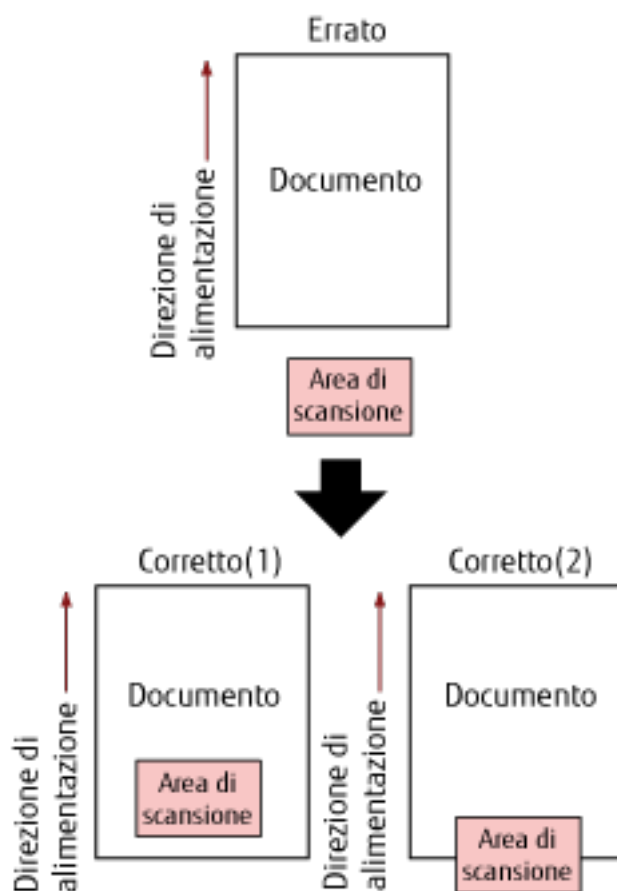 Errato
Direzione di
alimentazione
Documento
Area di
scansione
Corretto(1)
Direzione di
alimentazione
Documento
Area di
scansione
Corretto(2)
Direzione di
alimentazione
Documento
Area di
scansione